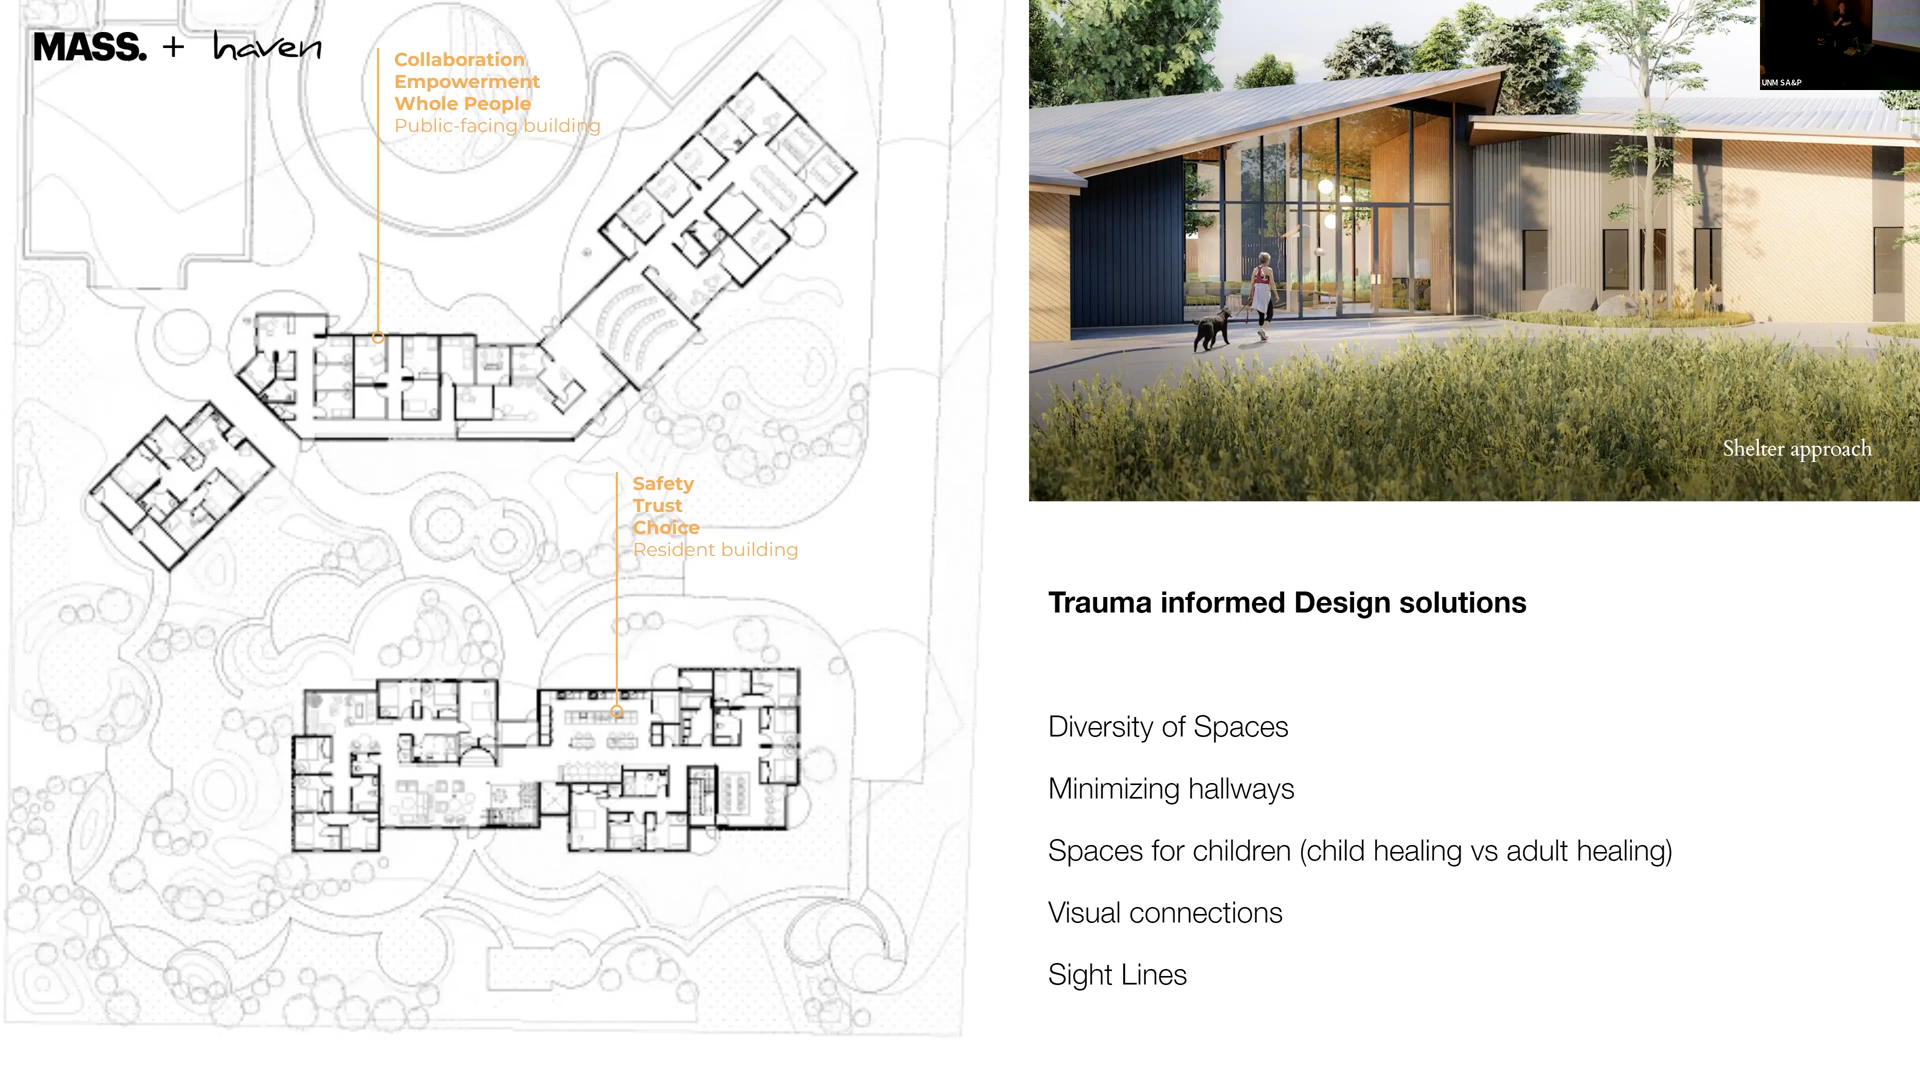 MASS. + haven
Collaboration
Empowerment
Whole People
Public-facing building
Safety
Trust
Choice
Resident building
UNM SA&P
Shelter approach
Trauma informed Design solutions
Diversity of Spaces
Minimizing hallways
Spaces for children (child healing vs adult healing)
Visual connections
Sight Lines